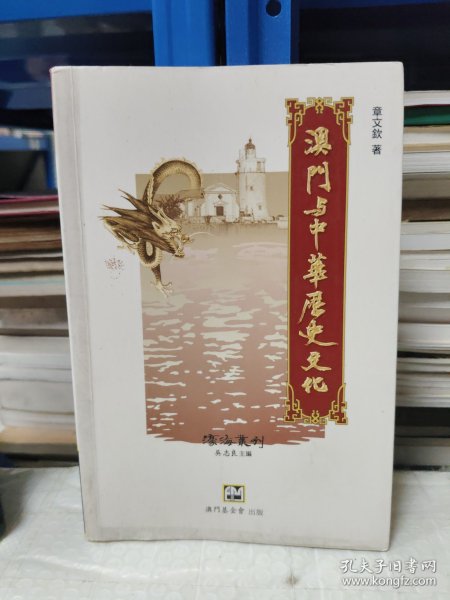 章文欽 著
澳門与中華歷史文化
濠海叢刊
吳志良 主編
澳門基金會 出版
孔夫子旧书网
www.kongfz.com